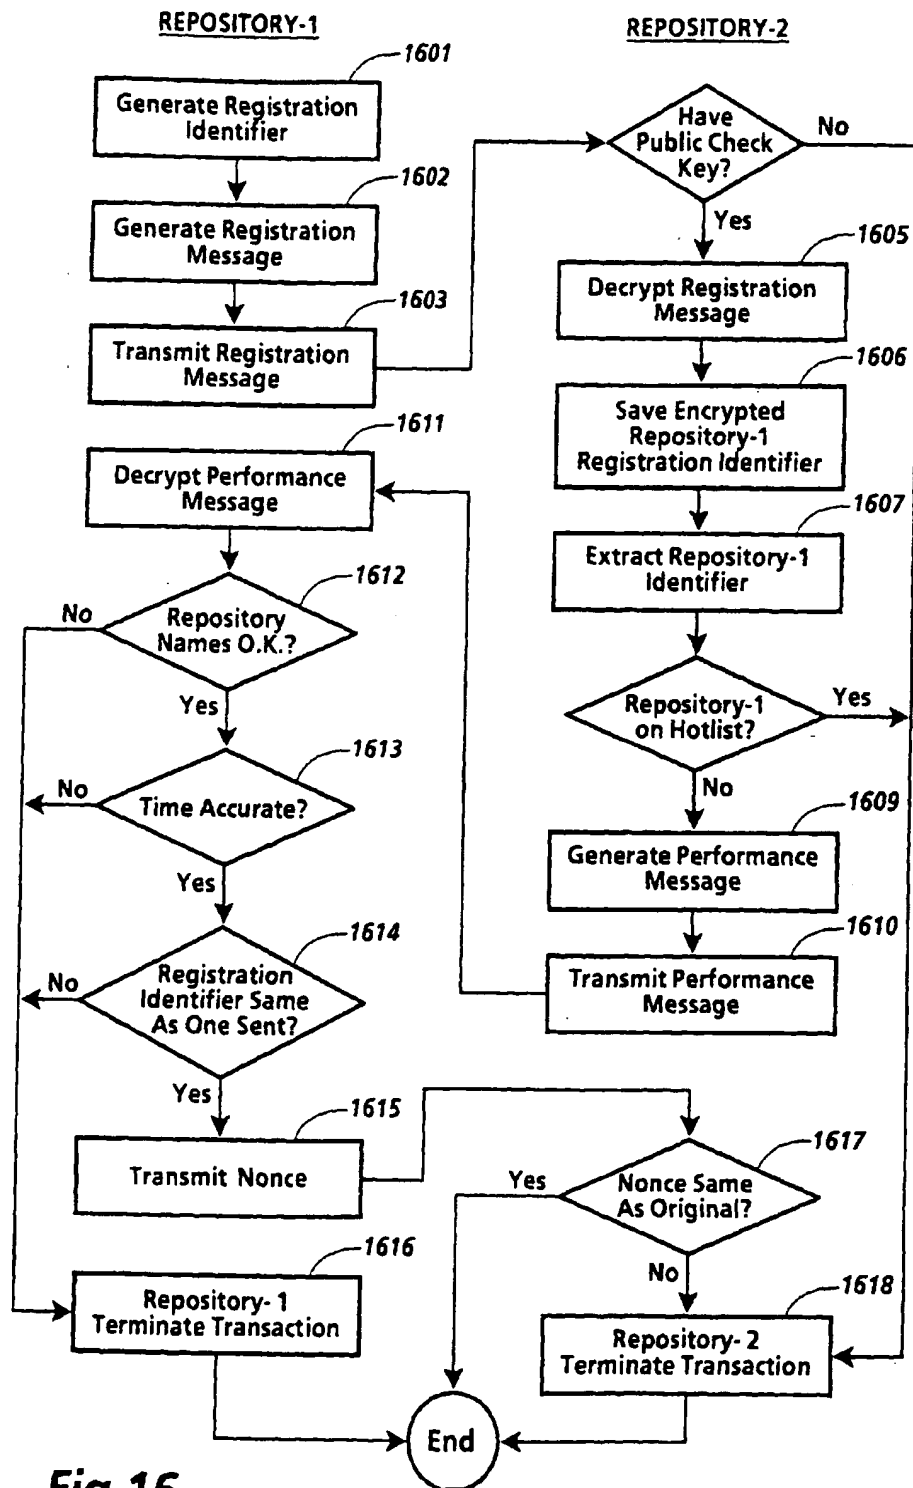 REPOSITORY-1
1601
Generate Registration
Identifier
1602
Generate Registration
Message
1603
Transmit Registration
Message
1611
Decrypt Performance
Message
1612
No
Repository
Names O.K.?
Yes
1613
No
Time Accurate?
Yes
1614
No
Registration
Identifier Same
As One Sent?
Yes
1615
Transmit Nonce
1616
Repository- 1
Terminate Transaction
REPOSITORY-2
Have
Public Check
Key?
No
Yes
1605
Decrypt Registration
Message
1606
Save Encrypted
Repository-1
Registration Identifier
1607
Extract Repository-1
Identifier
Repository-1
on Hotlist?
Yes
No
1609
Generate Performance
Message
1610
Transmit Performance
Message
1617
Yes
Nonce Same
As Original?
No
1618
Repository- 2
Terminate Transaction
End
Fig.16